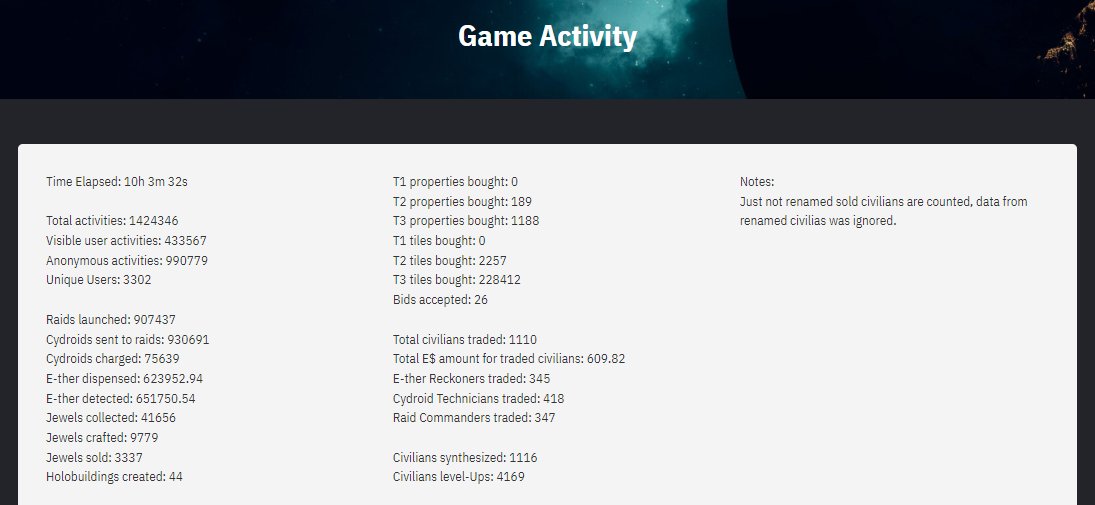 Game Activity
Time Elapsed: 10h 3m 32s
Total activities: 1424346
Visible user activities: 433567
Anonymous activities: 990779
Unique Users: 3302
Raids launched: 907437
Cydroids sent to raids: 930691
Cydroids charged: 75639
E-ther dispensed: 623952.94
E-ther detected: 651750.54
Jewels collected: 41656
Jewels crafted: 9779
Jewels sold: 3337
Holobuildings created: 44
T1 properties bought: 0
T2 properties bought: 189
T3 properties bought: 1188
T1 tiles bought: 0
T2 tiles bought: 2257
T3 tiles bought: 228412
Bids accepted: 26
Total civilians traded: 1110
Total E$ amount for traded civilians: 609.82
E-ther Reckoners traded: 345
Cydroid Technicians traded: 418
Raid Commanders traded: 347
Civilians synthesized: 1116
Civilians level-Ups: 4169
Notes:
Just not renamed sold civilians are counted, data from
renamed civilias was ignored.